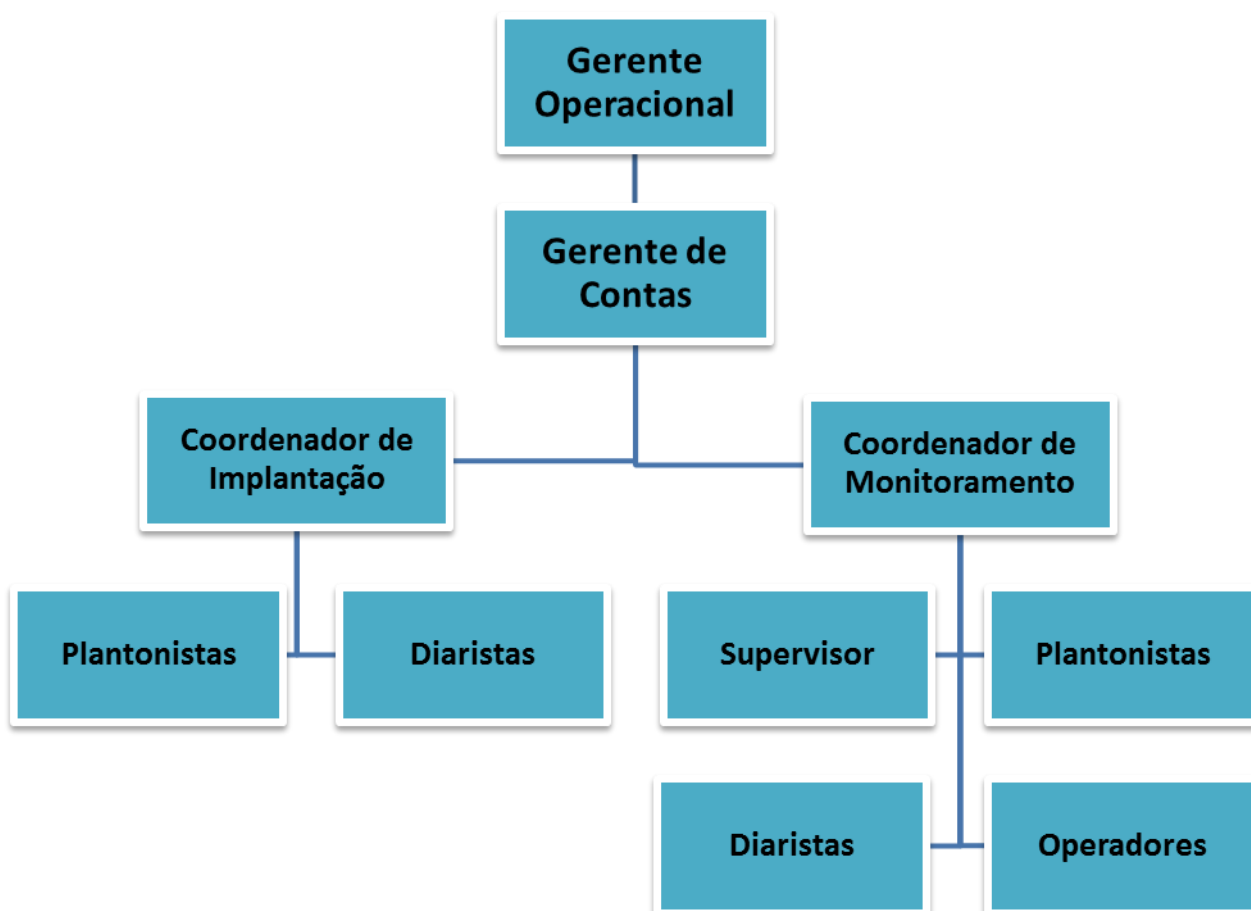 Gerente
Operacional
Gerente de
Contas
Coordenador de
Implantação
Coordenador de
Monitoramento
Plantonistas
Diaristas
Supervisor
Plantonistas
Diaristas
Operadores